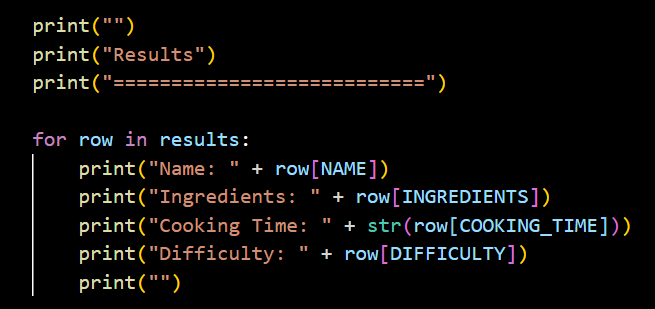 print("")
print("Results")
print("===========================")
for row in results:
print("Name: " + row[NAME])
print("Ingredients: " + row[INGREDIENTS])
print("Cooking Time: " + str(row[COOKING_TIME]))
print("Difficulty: " + row[DIFFICULTY])
print("")